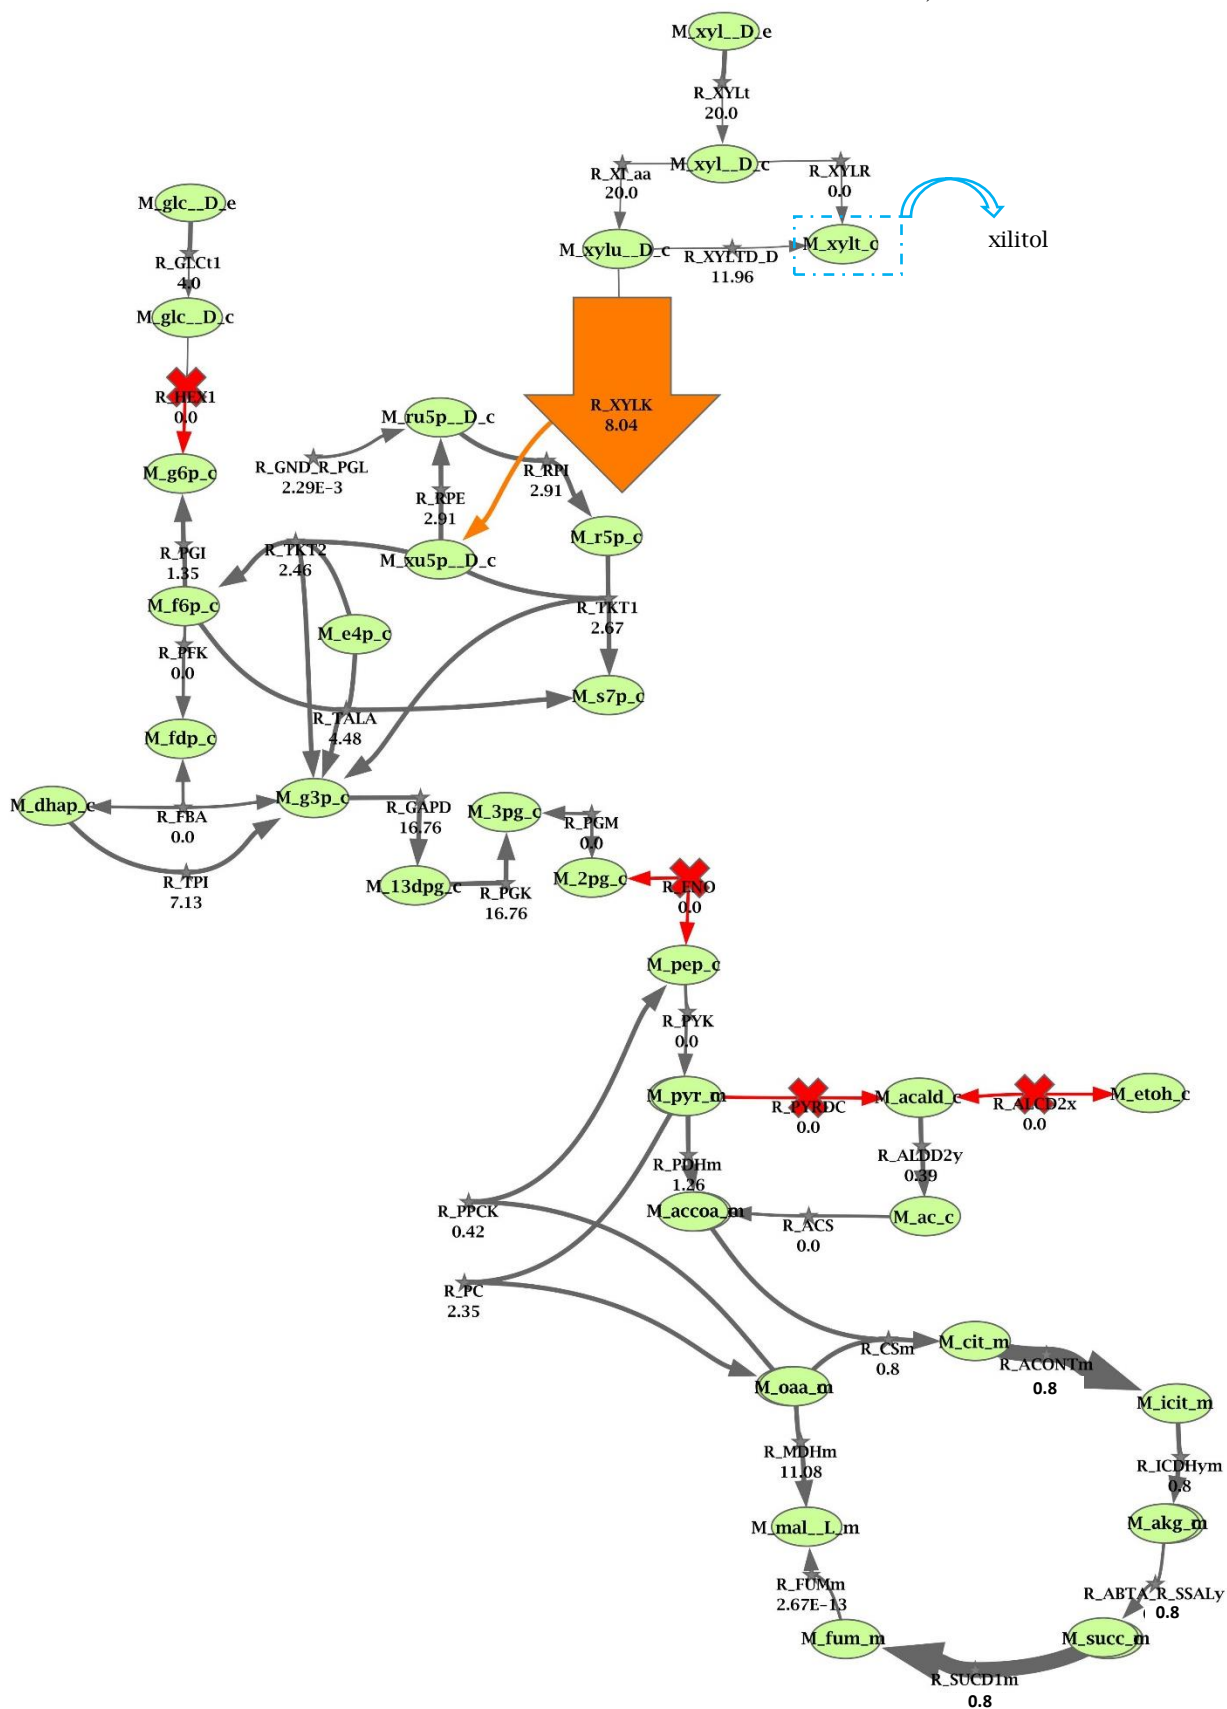 M_xyl__D_e
R_XYLt
20.0
M_xyl__D_c
R_XI_aa
20.0
R_XYLR
0.0
M_glc__D_e
M_xylu__D_c
R_XYLTD_D
11.96
M_xylt_c
xilitol
R_GLCt1
4.0
M_glc__D_c
R_HEX1
0.0
R_XYLK
8.04
M_ru5p__D_c
M_g6p_c
R_GND_R_PGL
2.29E-3
R_RPI
2.91
R_RPE
2.91
M_r5p_c
R_TKT2
2.46
M_xu5p__D_c
R_PGI
1.35
M_f6p_c
R_TKT1
2.67
M_e4p_c
R_PFK
0.0
M_s7p_c
R_TALA
4.48
M_fdp_c
M_dhap_c
R_FBA
0.0
M_g3p_c
R_GAPD
16.76
M_3pg_c
R_PGM
0.0
R_TPI
7.13
M_13dpg_c
R_PGK
16.76
M_2pg_c
R_ENO
0.0
M_pep_c
R_PYK
0.0
M_pyr_m
R_PYRDC
0.0
M_acald_c
R_ALCD2x
0.0
M_etoh_c
R_PDHm
1.26
R_ALDD2y
0.39
R_PPCK
0.42
M_accoa_m
R_ACS
0.0
M_ac_c
R_PC
2.35
R_CSm
0.8
M_cit_m
R_ACONTm
0.8
M_oaa_m
M_icit_m
R_MDHm
11.08
R_ICDHym
0.8
M_mal__L_m
M_akg_m
R_FUMm
2.67E-13
R_ABTA_R_SSALy
0.8
M_fum_m
M_succ_m
R_SUCD1m
0.8